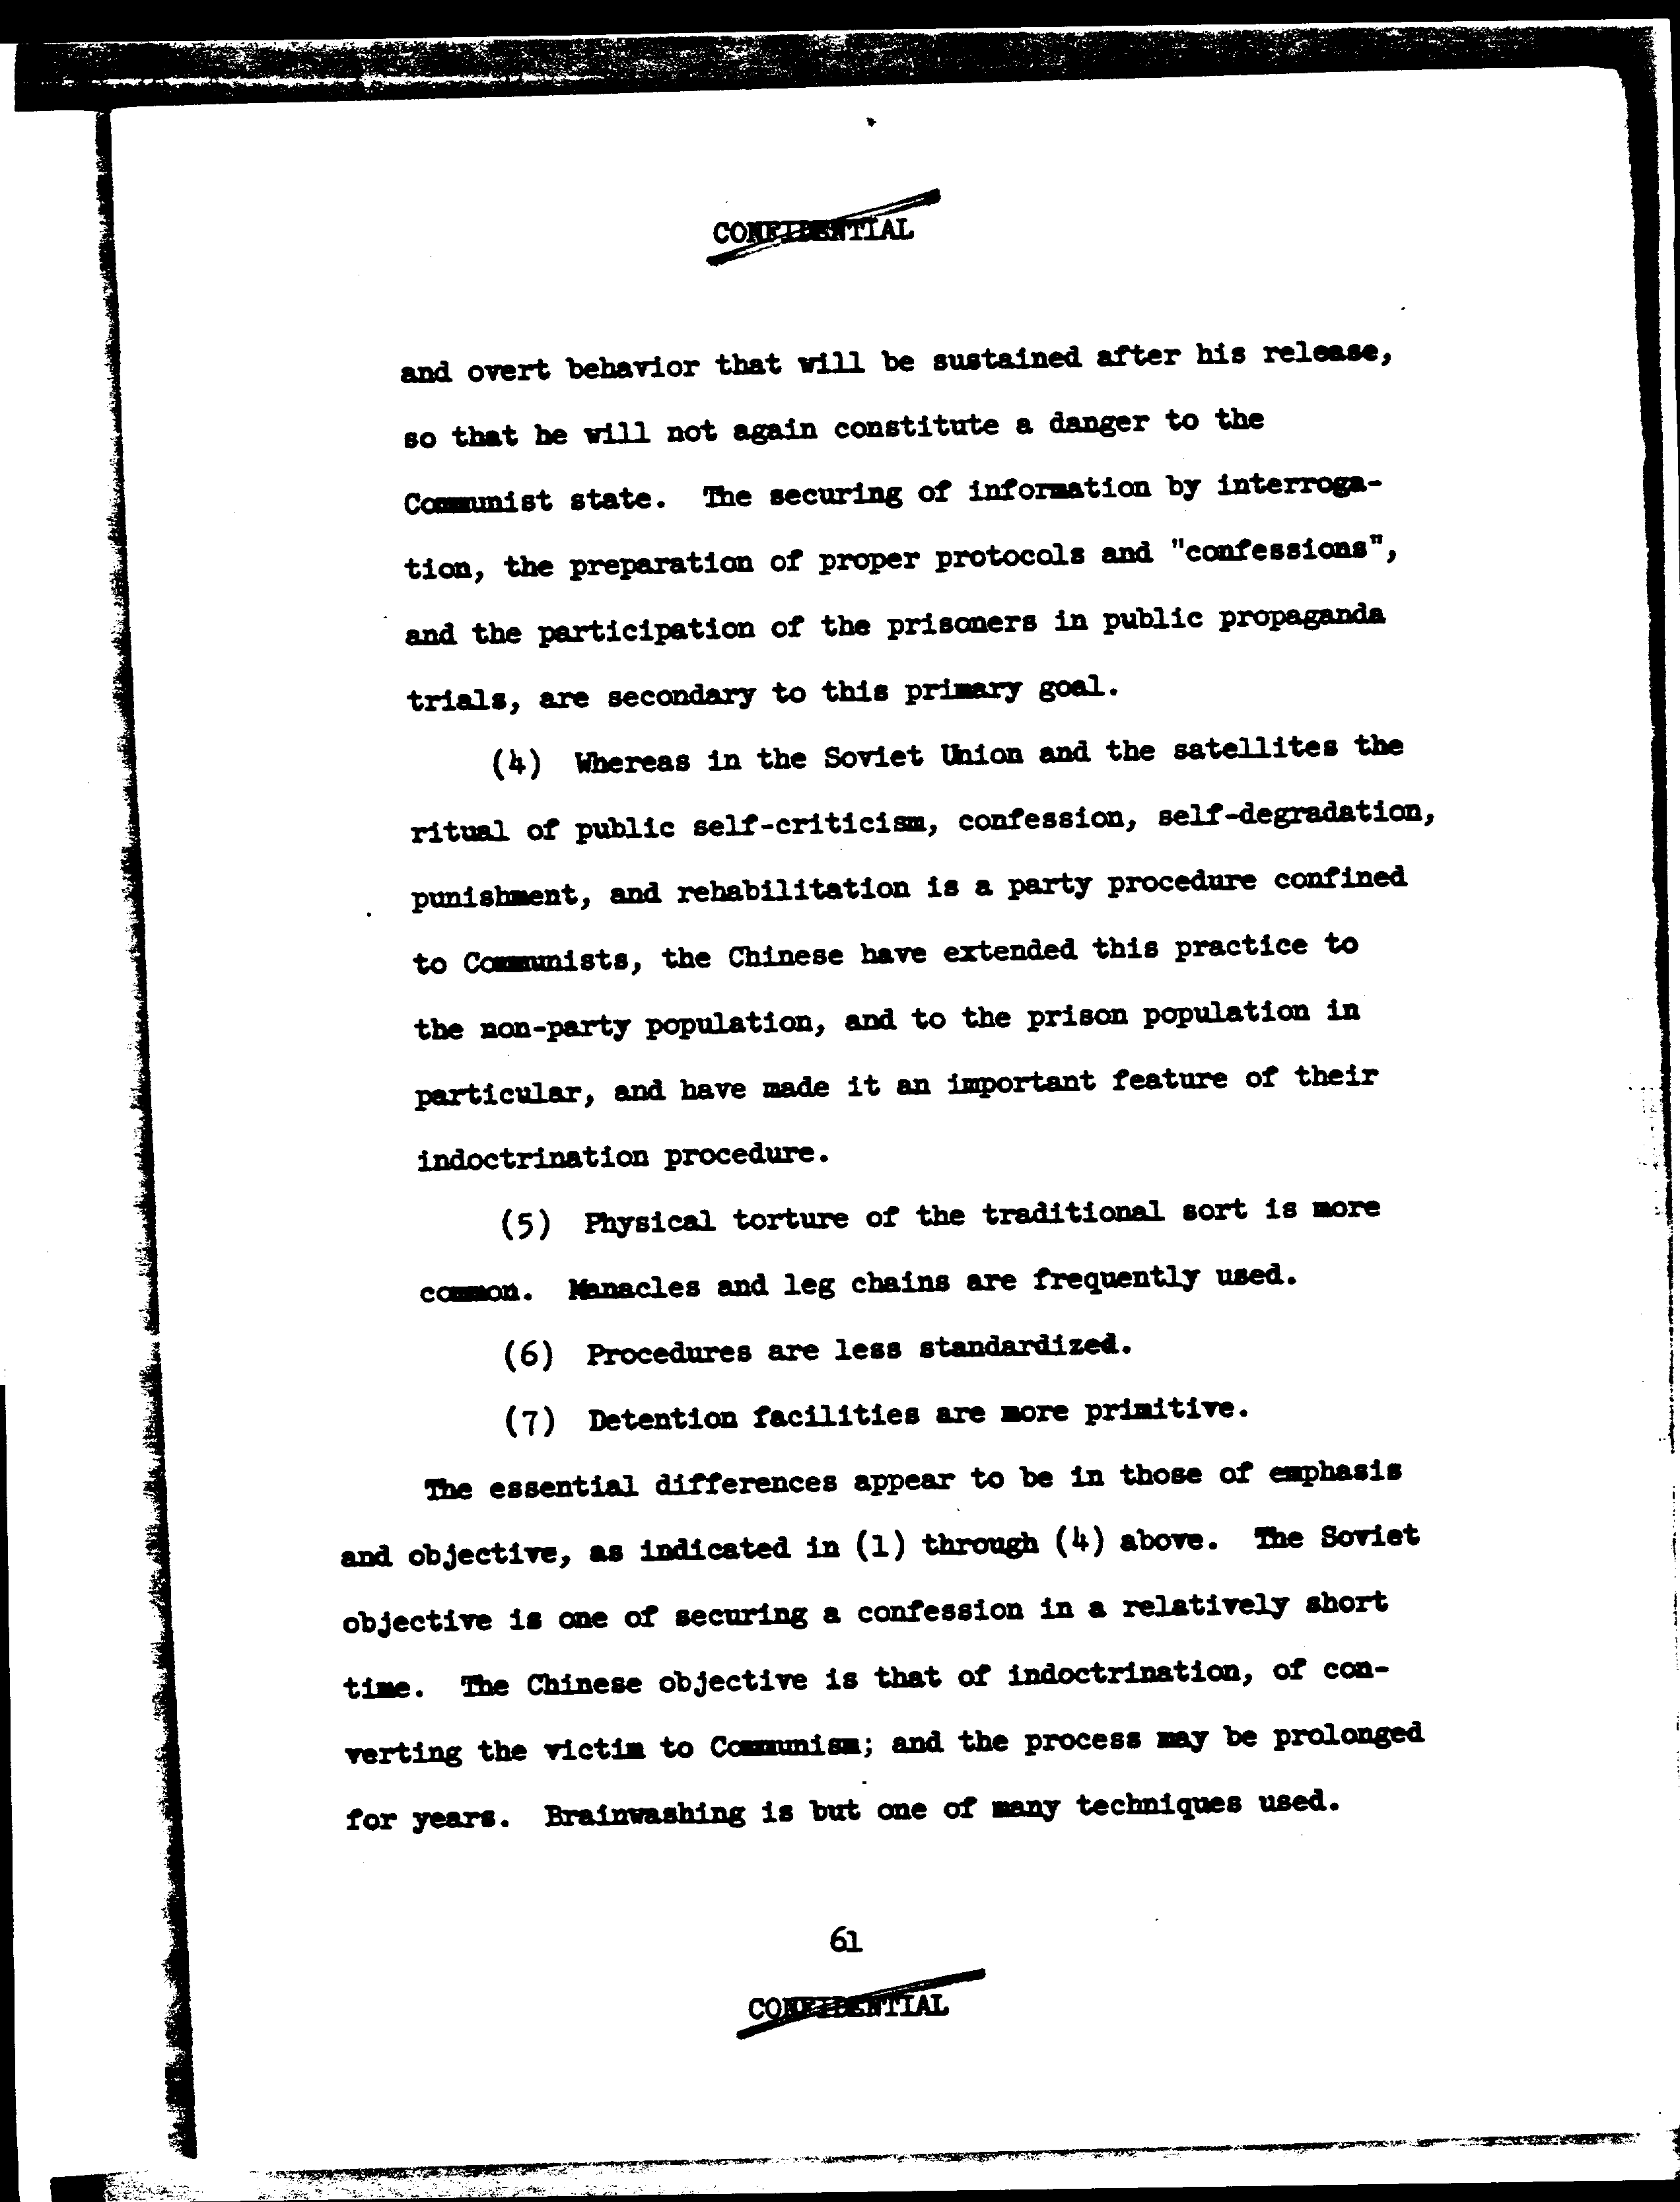 CONFIDENTIAL
and overt behavior that will be sustained after his release,
so that he will not again constitute a danger to the
Communist state. The securing of information by interroga-
tion, the preparation of proper protocols and "confessions",
and the participation of the prisoners in public propaganda
trials, are secondary to this primary goal.
(4) Whereas in the Soviet Union and the satellites the
ritual of public self-criticism, confession, self-degradation,
punishment, and rehabilitation is a party procedure confined
to Communists, the Chinese have extended this practice to
the non-party population, and to the prison population in
particular, and have made it an important feature of their
indoctrination procedure.
(5) Physical torture of the traditional sort is more
common. Manacles and leg chains are frequently used.
(6) Procedures are less standardized.
(7) Detention facilities are more primitive.
The essential differences appear to be in those of emphasis
and objective, as indicated in (1) through (4) above. The Soviet
objective is one of securing a confession in a relatively short
time. The Chinese objective is that of indoctrination, of con-
verting the victim to Communism; and the process may be prolonged
for years. Brainwashing is but one of many techniques used.
61
CONFIDENTIAL